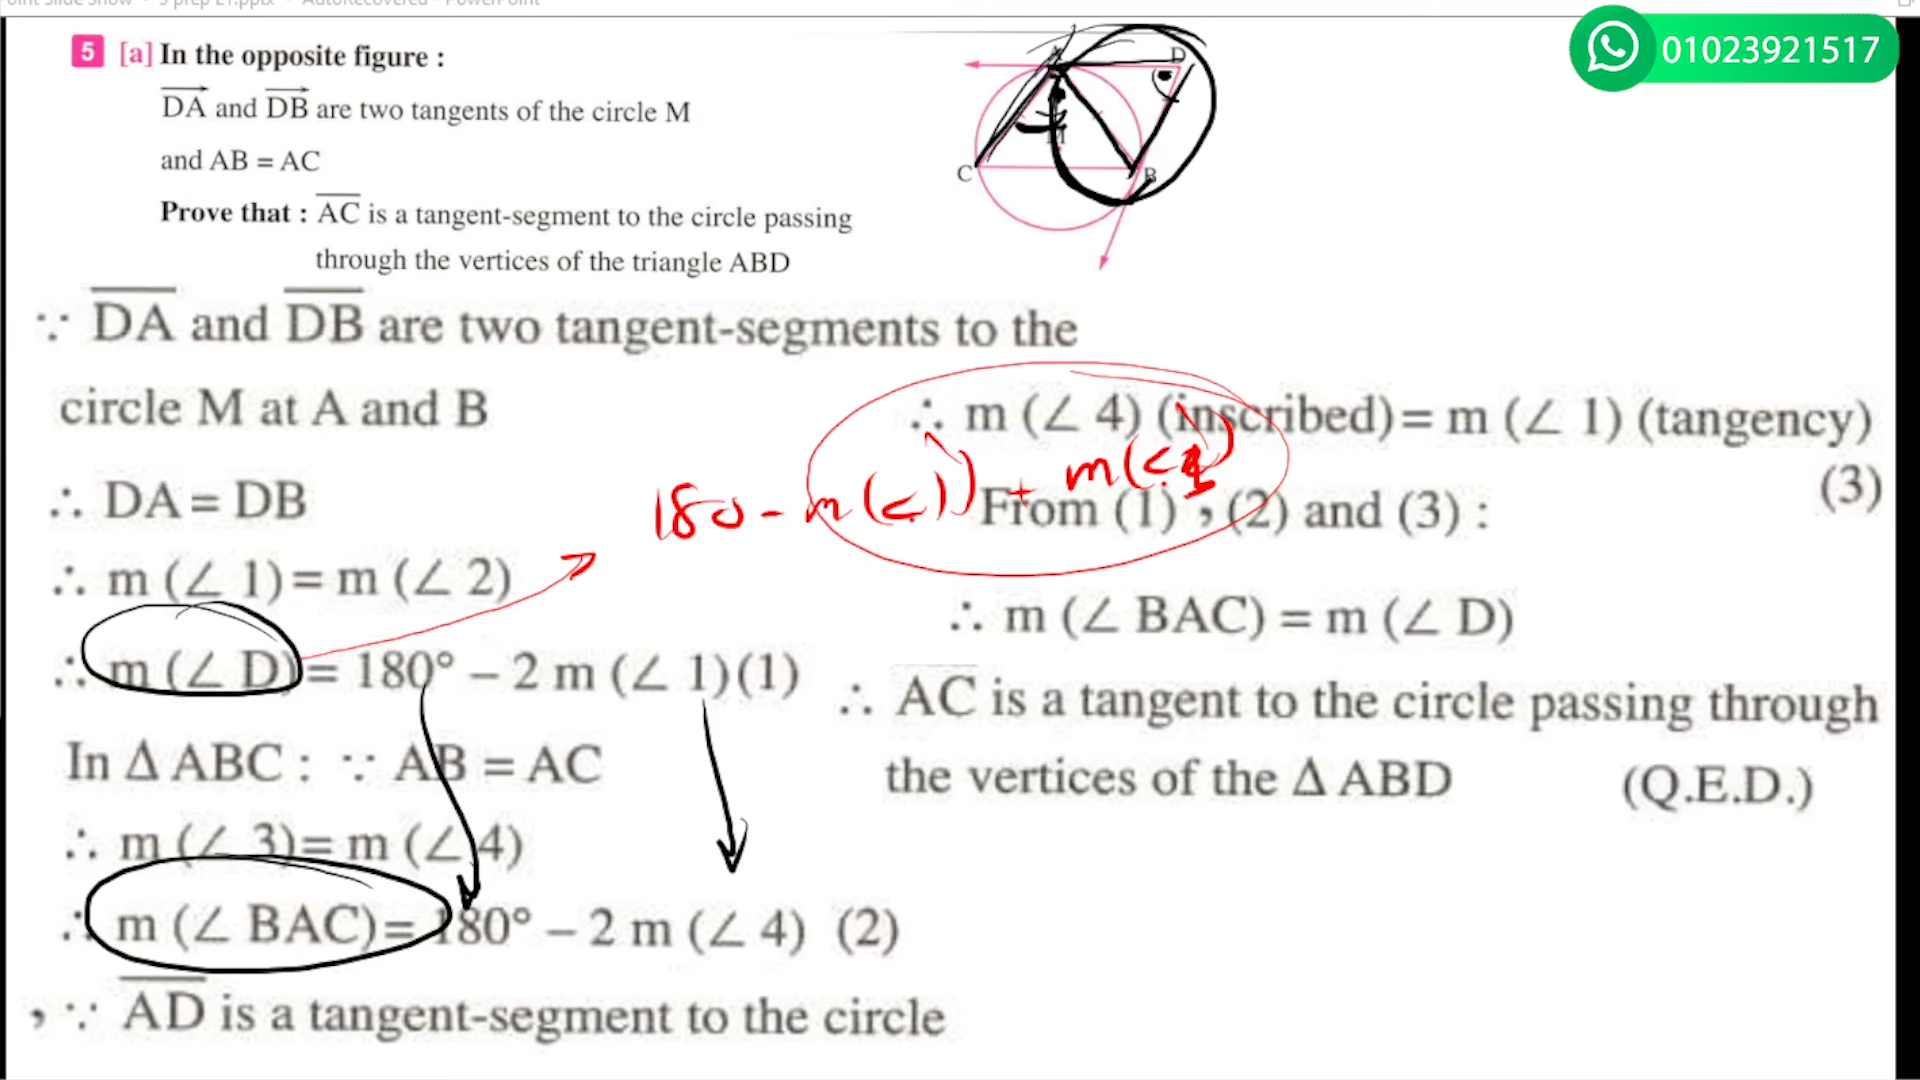 01023921517
5 [a] In the opposite figure :
DA and DB are two tangents of the circle M
and AB = AC
Prove that : AC is a tangent-segment to the circle passing
through the vertices of the triangle ABD
D
M
C
B
∵ DA and DB are two tangent-segments to the
circle M at A and B
∴ DA = DB
∴ m (∠ 1) = m (∠ 2)
∴ m (∠ D) = 180° – 2 m (∠ 1) (1)
In Δ ABC : ∵ AB = AC
∴ m (∠ 3) = m (∠ 4)
∴ m (∠ BAC) = 180° – 2 m (∠ 4) (2)
, ∵ AD is a tangent-segment to the circle
∴ m (∠ 4) (inscribed) = m (∠ 1) (tangency)
(3)
180 - m(∠1) + m(∠1)
From (1) , (2) and (3) :
∴ m (∠ BAC) = m (∠ D)
∴ AC is a tangent to the circle passing through
the vertices of the Δ ABD (Q.E.D.)